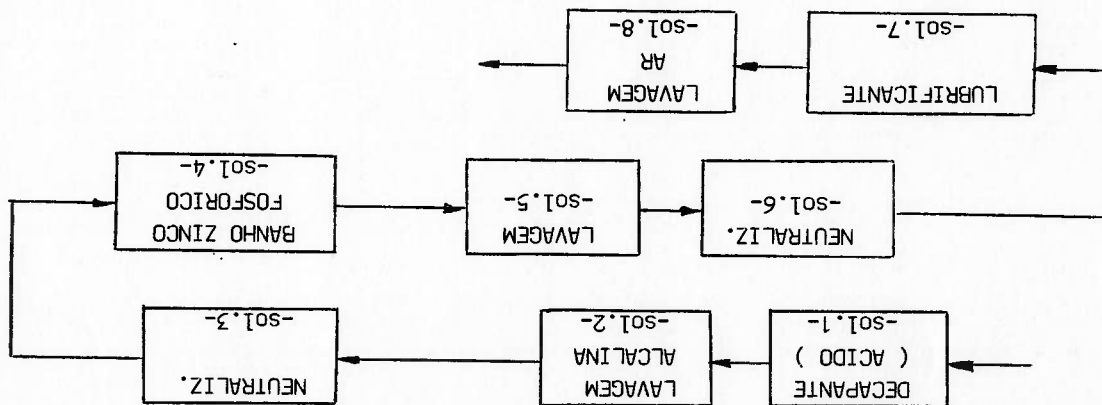 DECAPANTE
( ACIDO )
-sol.1-
LAVAGEM
ALCALINA
-sol.2-
NEUTRALIZ.
-sol.3-
BANHO ZINCO
FOSFORICO
-sol.4-
LAVAGEM
-sol.5-
NEUTRALIZ.
-sol.6-
LUBRIFICANTE
-sol.7-
LAVAGEM
AR
-sol.8-